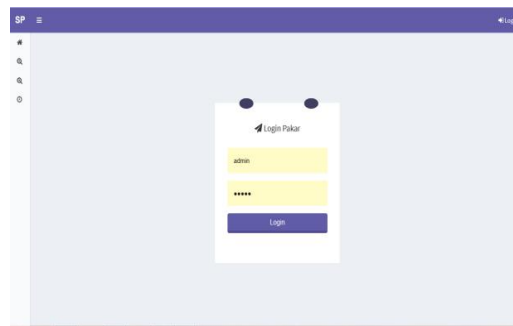 SP
Login Pakar
admin
•••••
Login